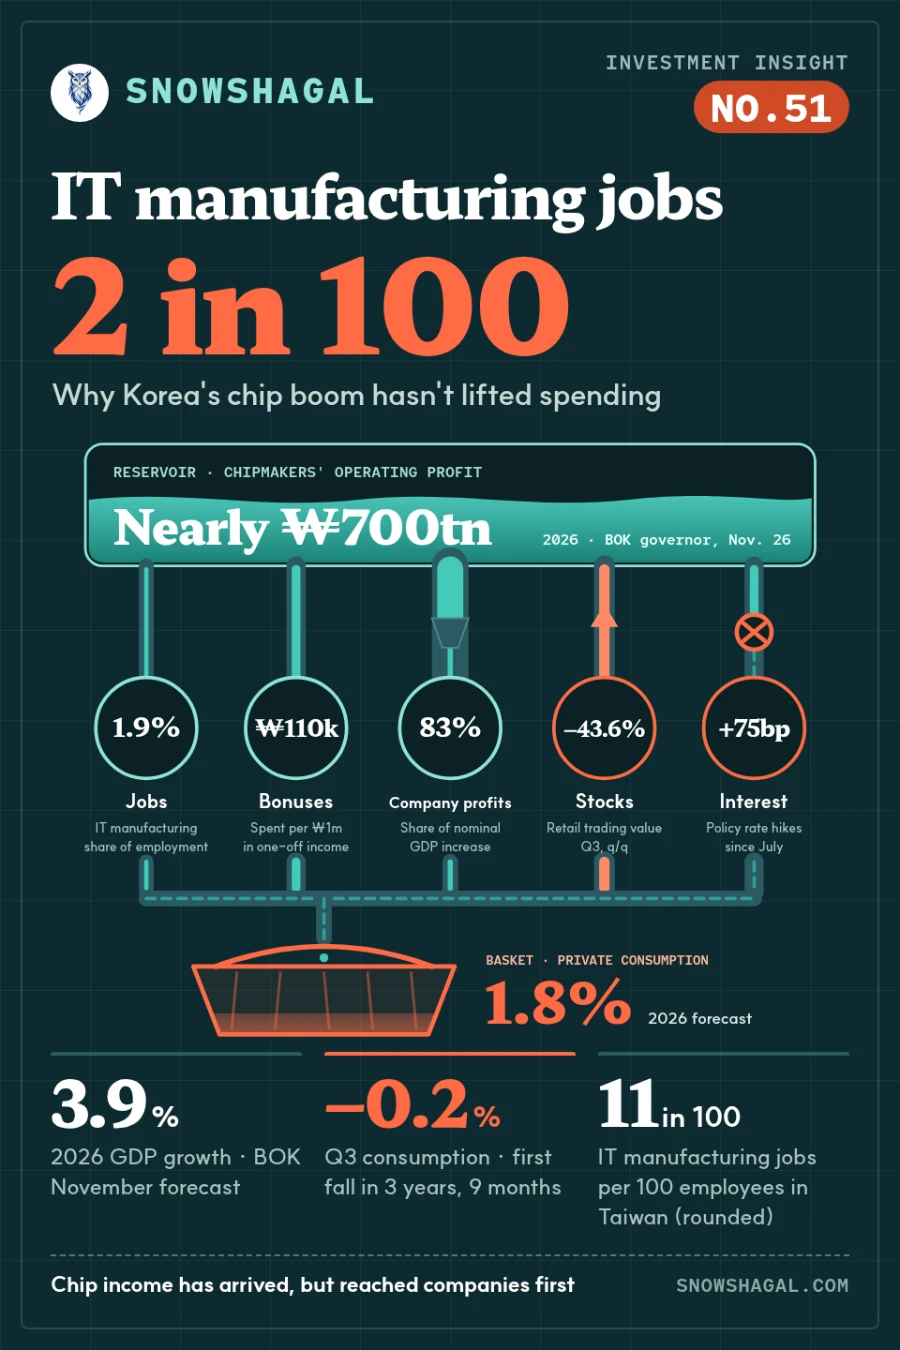 SNOWSHAGAL
INVESTMENT INSIGHT
NO.51
IT manufacturing jobs
2 in 100
Why Korea's chip boom hasn't lifted spending
RESERVOIR · CHIPMAKERS' OPERATING PROFIT
Nearly ₩700tn
2026 · BOK governor, Nov. 26
1.9%
Jobs
IT manufacturing
share of employment
₩110k
Bonuses
Spent per ₩1m
in one-off income
83%
Company profits
Share of nominal
GDP increase
–43.6%
Stocks
Retail trading value
Q3, q/q
+75bp
Interest
Policy rate hikes
since July
BASKET · PRIVATE CONSUMPTION
1.8% 2026 forecast
3.9%
2026 GDP growth · BOK
November forecast
–0.2%
Q3 consumption · first
fall in 3 years, 9 months
11 in 100
IT manufacturing jobs
per 100 employees in
Taiwan (rounded)
Chip income has arrived, but reached companies first
SNOWSHAGAL.COM